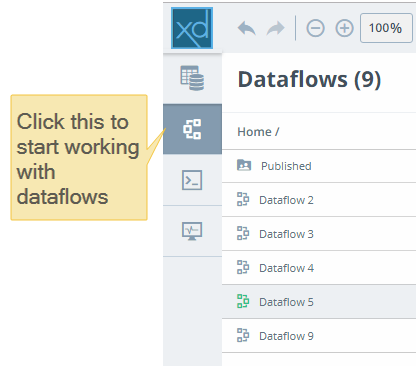 xd
100%
Dataflows (9)
Click this to
start working
with
dataflows
Home /
Published
Dataflow 2
Dataflow 3
Dataflow 4
Dataflow 5
Dataflow 9